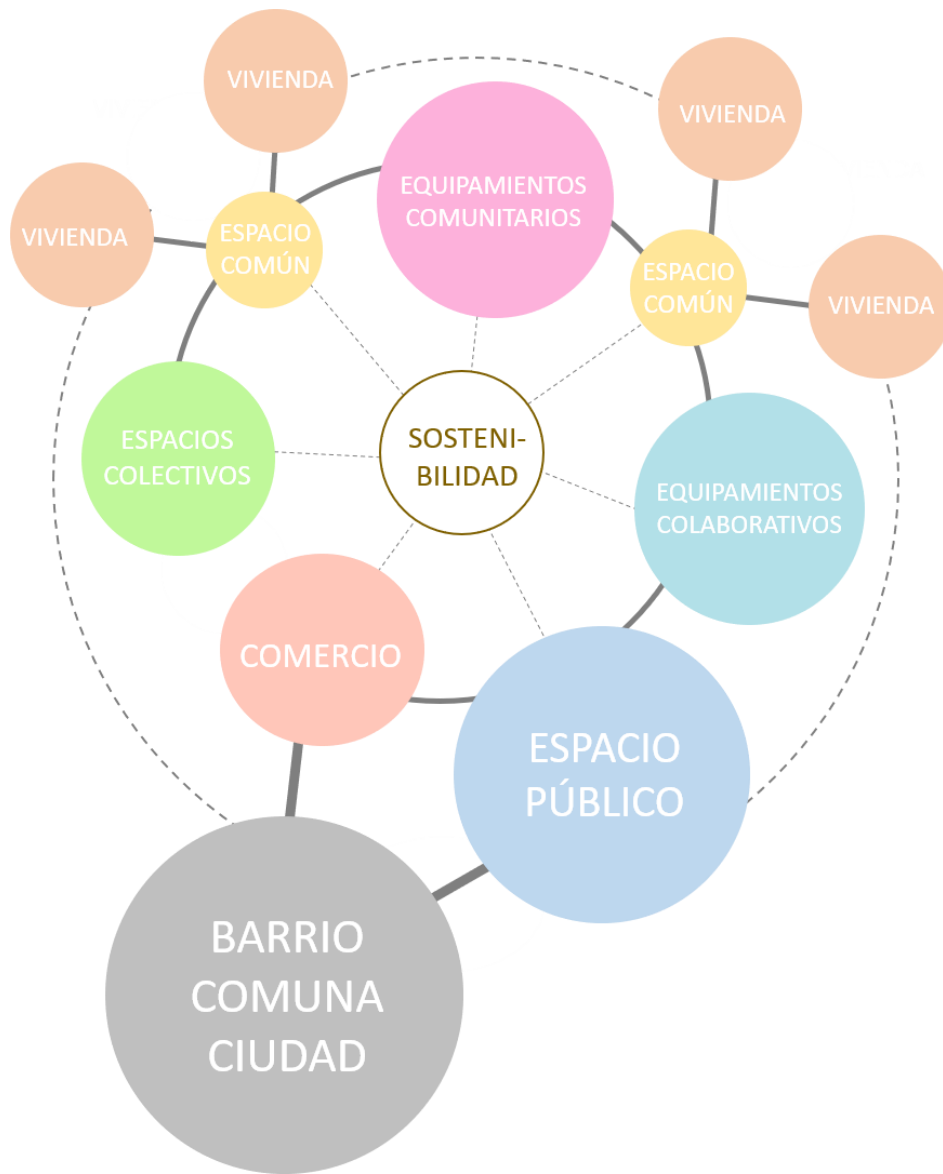 VIVIENDA
VIVIENDA
VIVIENDA
VIVIENDA
EQUIPAMIENTOS
COMUNITARIOS
ESPACIO
COMÚN
ESPACIO
COMÚN
ESPACIOS
COLECTIVOS
SOSTENI-
BILIDAD
EQUIPAMIENTOS
COLABORATIVOS
COMERCIO
ESPACIO
PÚBLICO
BARRIO
COMUNA
CIUDAD